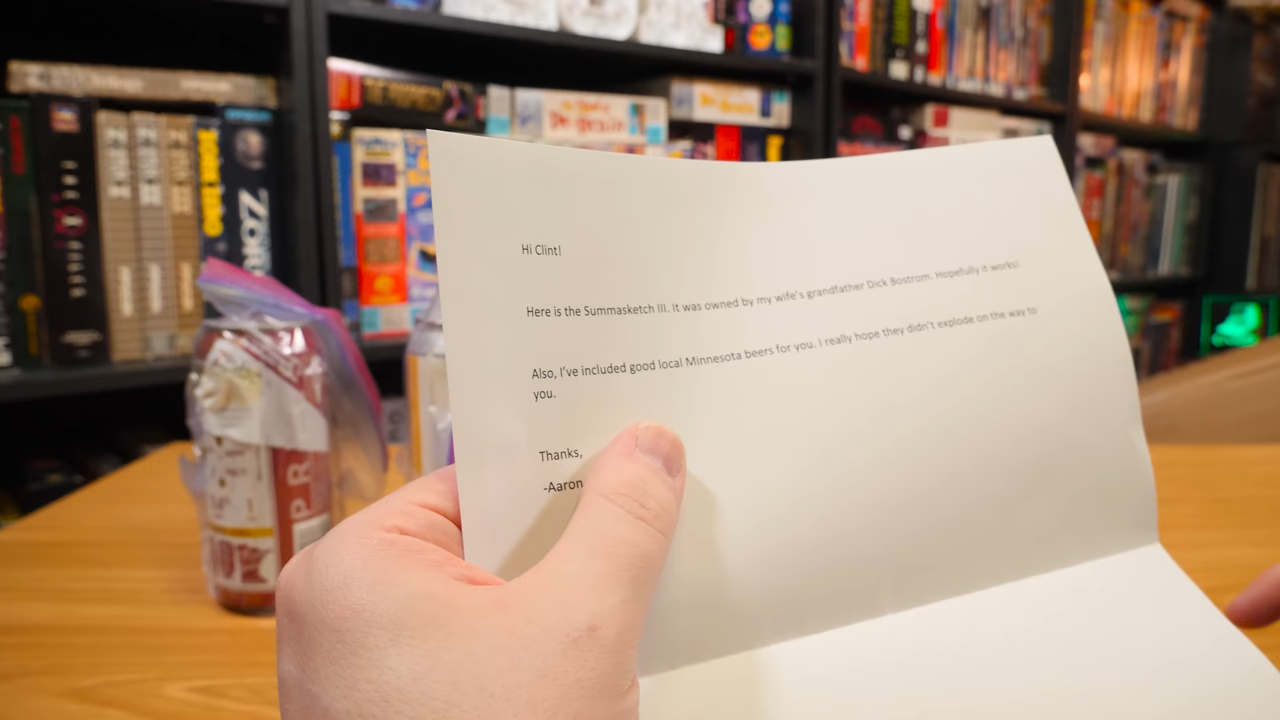 Hi Clint!
Here is the Summasketch III. It was owned by my wife's grandfather Dick Bostrom. Hopefully it works!
Also, I've included good local Minnesota beers for you. I really hope they didn't explode on the way to
you.
Thanks,
-Aaron
ZOR
PR